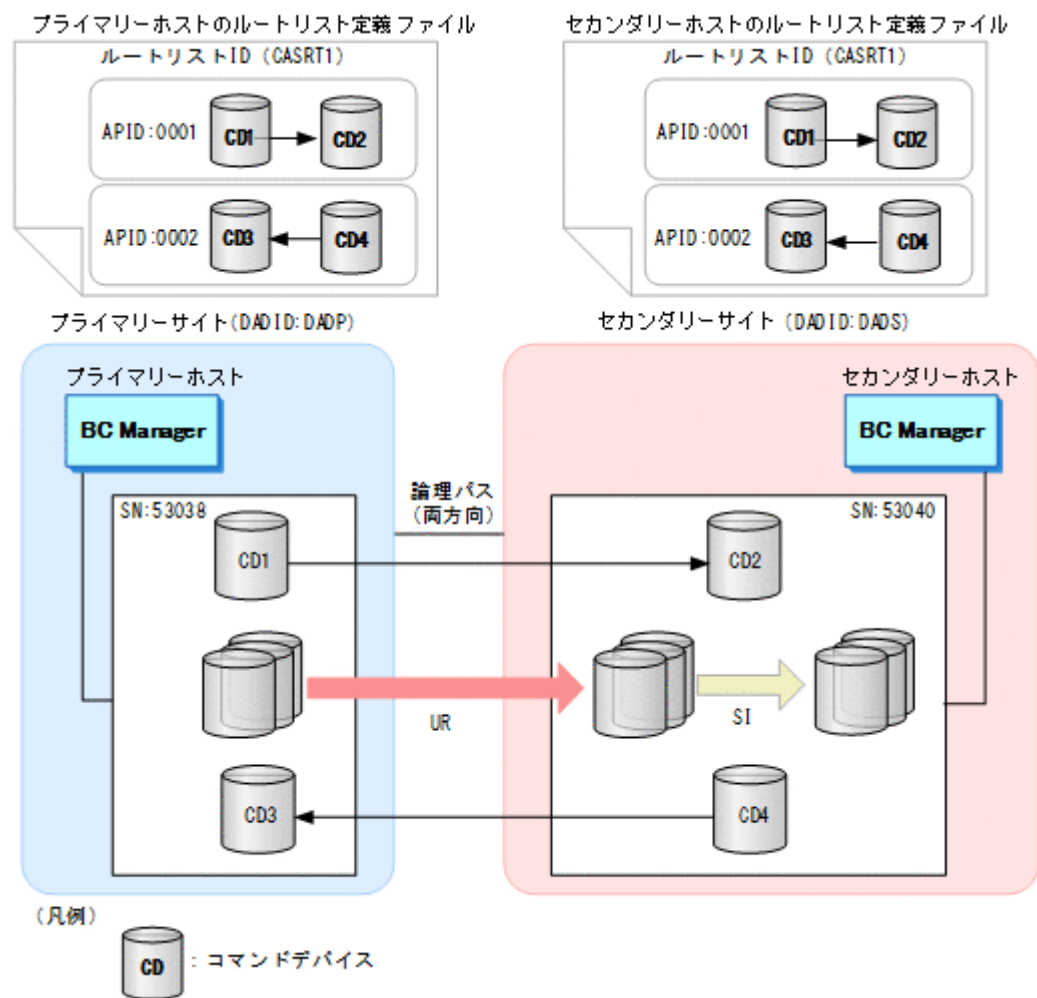 プライマリーホストのルートリスト定義ファイル
ルートリストID (CASRT1)
APID:0001
CD1
CD2
APID:0002
CD3
CD4
セカンダリーホストのルートリスト定義ファイル
ルートリストID (CASRT1)
APID:0001
CD1
CD2
APID:0002
CD3
CD4
プライマリーサイト(DADID:DADP)
セカンダリーサイト (DADID:DADS)
プライマリーホスト
BC Manager
セカンダリーホスト
BC Manager
論理パス
(両方向)
SN:53038
SN:53040
CD1
CD2
UR
SI
CD3
CD4
(凡例)
CD
: コマンドデバイス